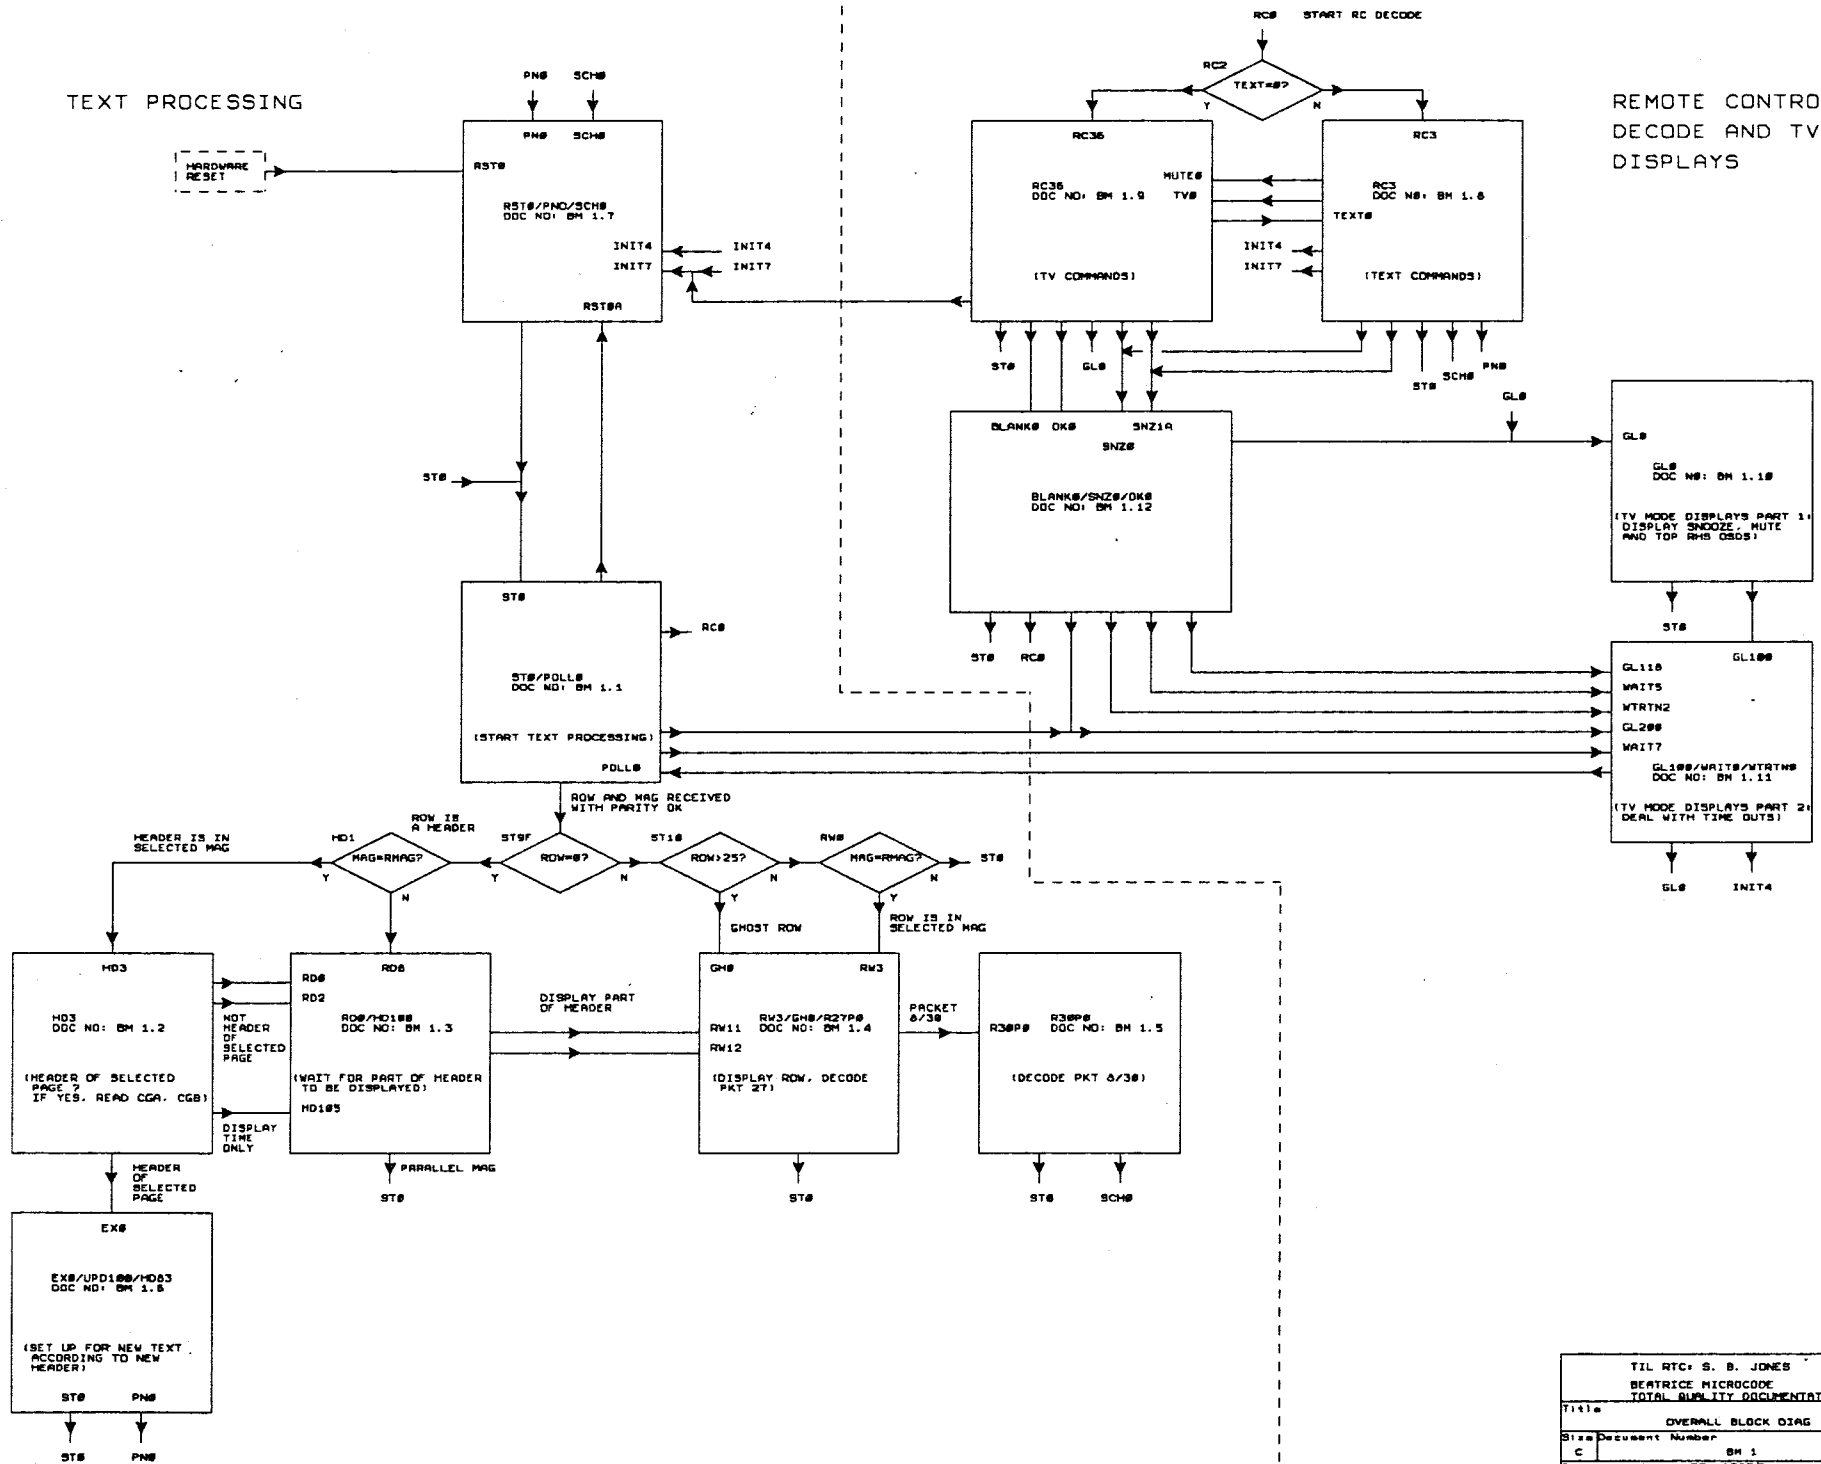 TEXT PROCESSING
RC0 START RC DECODE
RC2
TEXT=0?
Y
N
REMOTE CONTRO
DECODE AND TV
DISPLAYS
PN0 SCH0
PN0 SCH0
HARDWARE
RESET
RST0
RST0/PN0/SCH0
DOC NO: BM 1.7
INIT4
INIT4
INIT7
INIT7
RST0A
RC36
RC36
DOC NO: BM 1.9
MUTE0
TV0
(TV COMMANDS)
RC3
RC3
DOC NO: BM 1.8
TEXT0
INIT4
INIT7
(TEXT COMMANDS)
ST0
GL0
ST0
SCH0
PN0
BLANK0 OK0
SNZ1A
SNZ0
BLANK0/SNZ0/OK0
DOC NO: BM 1.12
GL0
GL0
GL0
DOC NO: BM 1.10
(TV MODE DISPLAYS PART 1:
DISPLAY SNOOZE, MUTE
AND TOP RHS OSDS)
ST0
ST0
ST0
ST0/POLL0
DOC NO: BM 1.1
RC0
(START TEXT PROCESSING)
POLL0
ST0
RC0
GL100
GL118
WAIT5
WTRTN2
GL200
WAIT7
GL100/WAIT0/WTRTN0
DOC NO: BM 1.11
(TV MODE DISPLAYS PART 2:
DEAL WITH TIME OUTS)
GL0
INIT4
ROW AND MAG RECEIVED
WITH PARITY OK
HEADER IS IN
SELECTED MAG
HD1
ROW IS
A HEADER
MAG=RMAG?
Y
N
ST9F
ROW=0?
Y
N
ST10
ROW>25?
Y
N
RW0
MAG=RMAG?
Y
N
ST0
GHOST ROW
ROW IS IN
SELECTED MAG
HD3
HD3
DOC NO: BM 1.2
(HEADER OF SELECTED
PAGE ?
IF YES, READ CGA, CGB)
NOT
HEADER
OF
SELECTED
PAGE
DISPLAY
TIME
ONLY
RD8
RD0
RD2
RD0/HD100
DOC NO: BM 1.3
(WAIT FOR PART OF HEADER
TO BE DISPLAYED)
HD105
PARALLEL MAG
ST0
DISPLAY PART
OF HEADER
GH0
RW3
RW11
RW12
RW3/GH0/R27P0
DOC NO: BM 1.4
(DISPLAY ROW, DECODE
PKT 27)
ST0
PACKET
8/30
R30P0
R30P0
DOC NO: BM 1.5
(DECODE PKT 8/30)
ST0
SCH0
HEADER
OF
SELECTED
PAGE
EX0
EX0/UPD100/HD83
DOC NO: BM 1.6
(SET UP FOR NEW TEXT
ACCORDING TO NEW
HEADER)
ST0
PN0
ST0
PN0
TIL RTC: S. B. JONES
BEATRICE MICROCODE
TOTAL QUALITY DOCUMENTAT
Title
OVERALL BLOCK DIAG
Size Document Number
C
BM 1